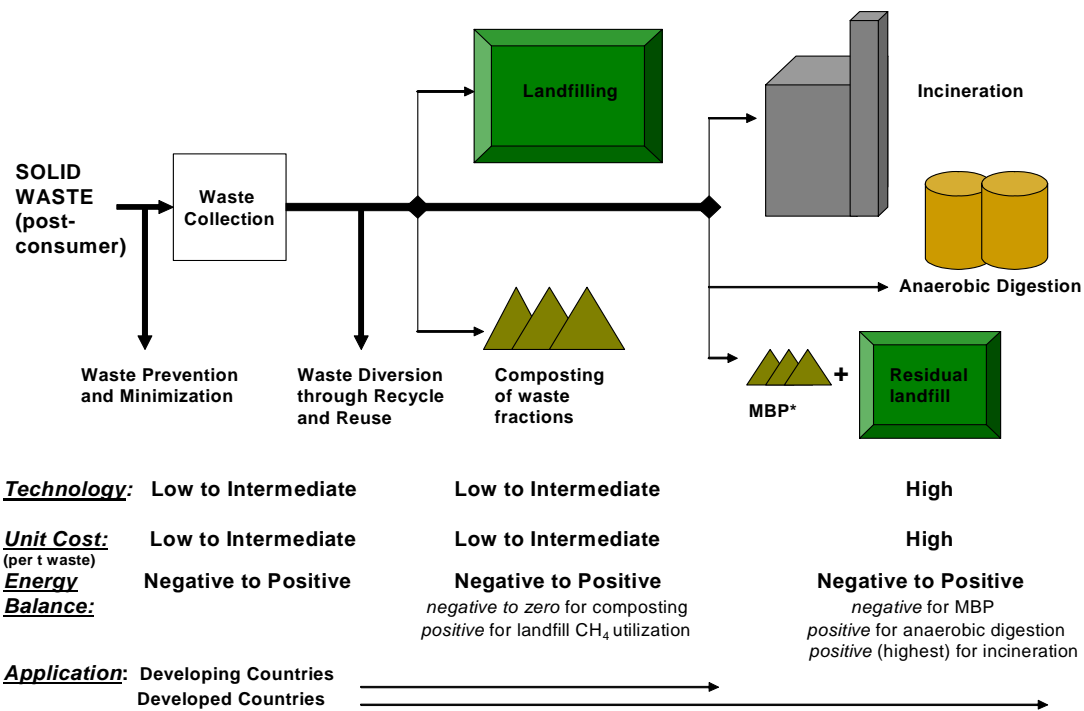 Landfilling
Incineration
SOLID
WASTE
(post-
consumer)
Waste
Collection
Anaerobic Digestion
Waste Prevention
and Minimization
Waste Diversion
through Recycle
and Reuse
Composting
of waste
fractions
MBP*
+
Residual
landfill
Technology: Low to Intermediate Low to Intermediate High
Unit Cost: Low to Intermediate Low to Intermediate High
(per t waste)
Energy Negative to Positive Negative to Positive Negative to Positive
Balance: negative to zero for composting negative for MBP
positive for landfill CH₄ utilization positive for anaerobic digestion
positive (highest) for incineration
Application: Developing Countries
Developed Countries